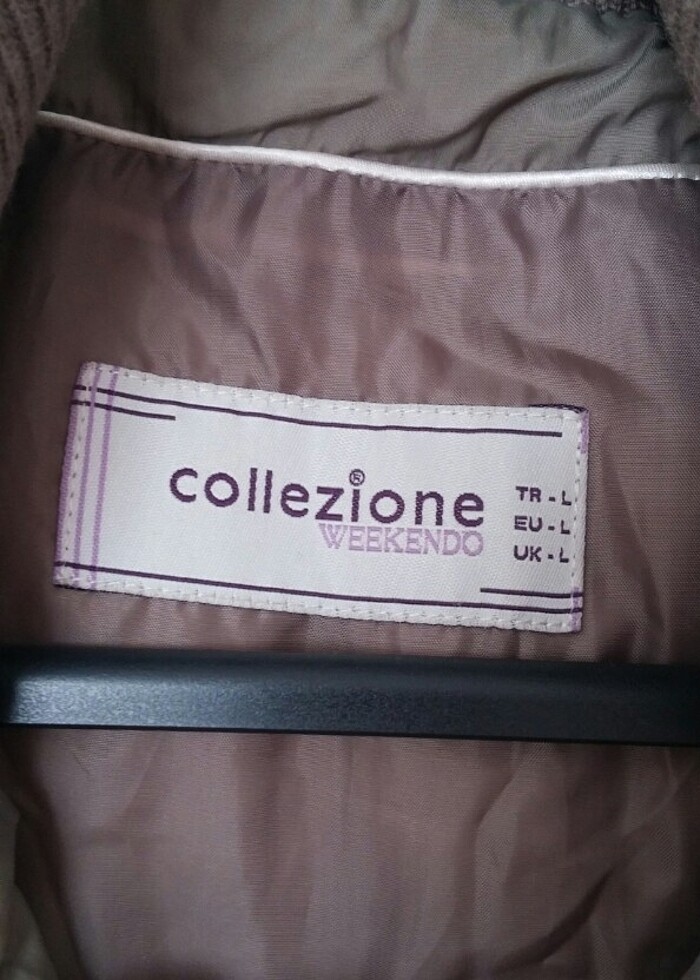 collezione®
WEEKENDO
TR - L
EU - L
UK - L